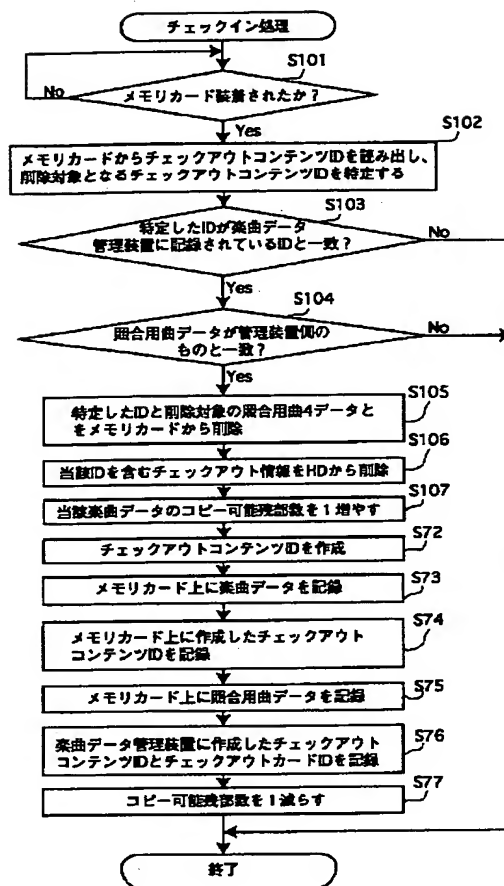 チェックイン処理
S101
メモリカード装着されたか?
No
Yes
S102
メモリカードからチェックアウトコンテンツIDを読み出し、
削除対象となるチェックアウトコンテンツIDを特定する
S103
特定したIDが楽曲データ
管理装置に記録されているIDと一致?
No
Yes
S104
照合用曲データが管理装置側の
ものと一致?
No
Yes
S105
特定したIDと削除対象の照合用曲4データと
をメモリカードから削除
S106
当該IDを含むチェックアウト情報をHDから削除
S107
当該楽曲データのコピー可能残部数を1増やす
S72
チェックアウトコンテンツIDを作成
S73
メモリカード上に楽曲データを記録
S74
メモリカード上に作成したチェックアウト
コンテンツIDを記録
S75
メモリカード上に照合用曲データを記録
S76
楽曲データ管理装置に作成したチェックアウト
コンテンツIDとチェックアウトカードIDを記録
S77
コピー可能残部数を1減らす
終了